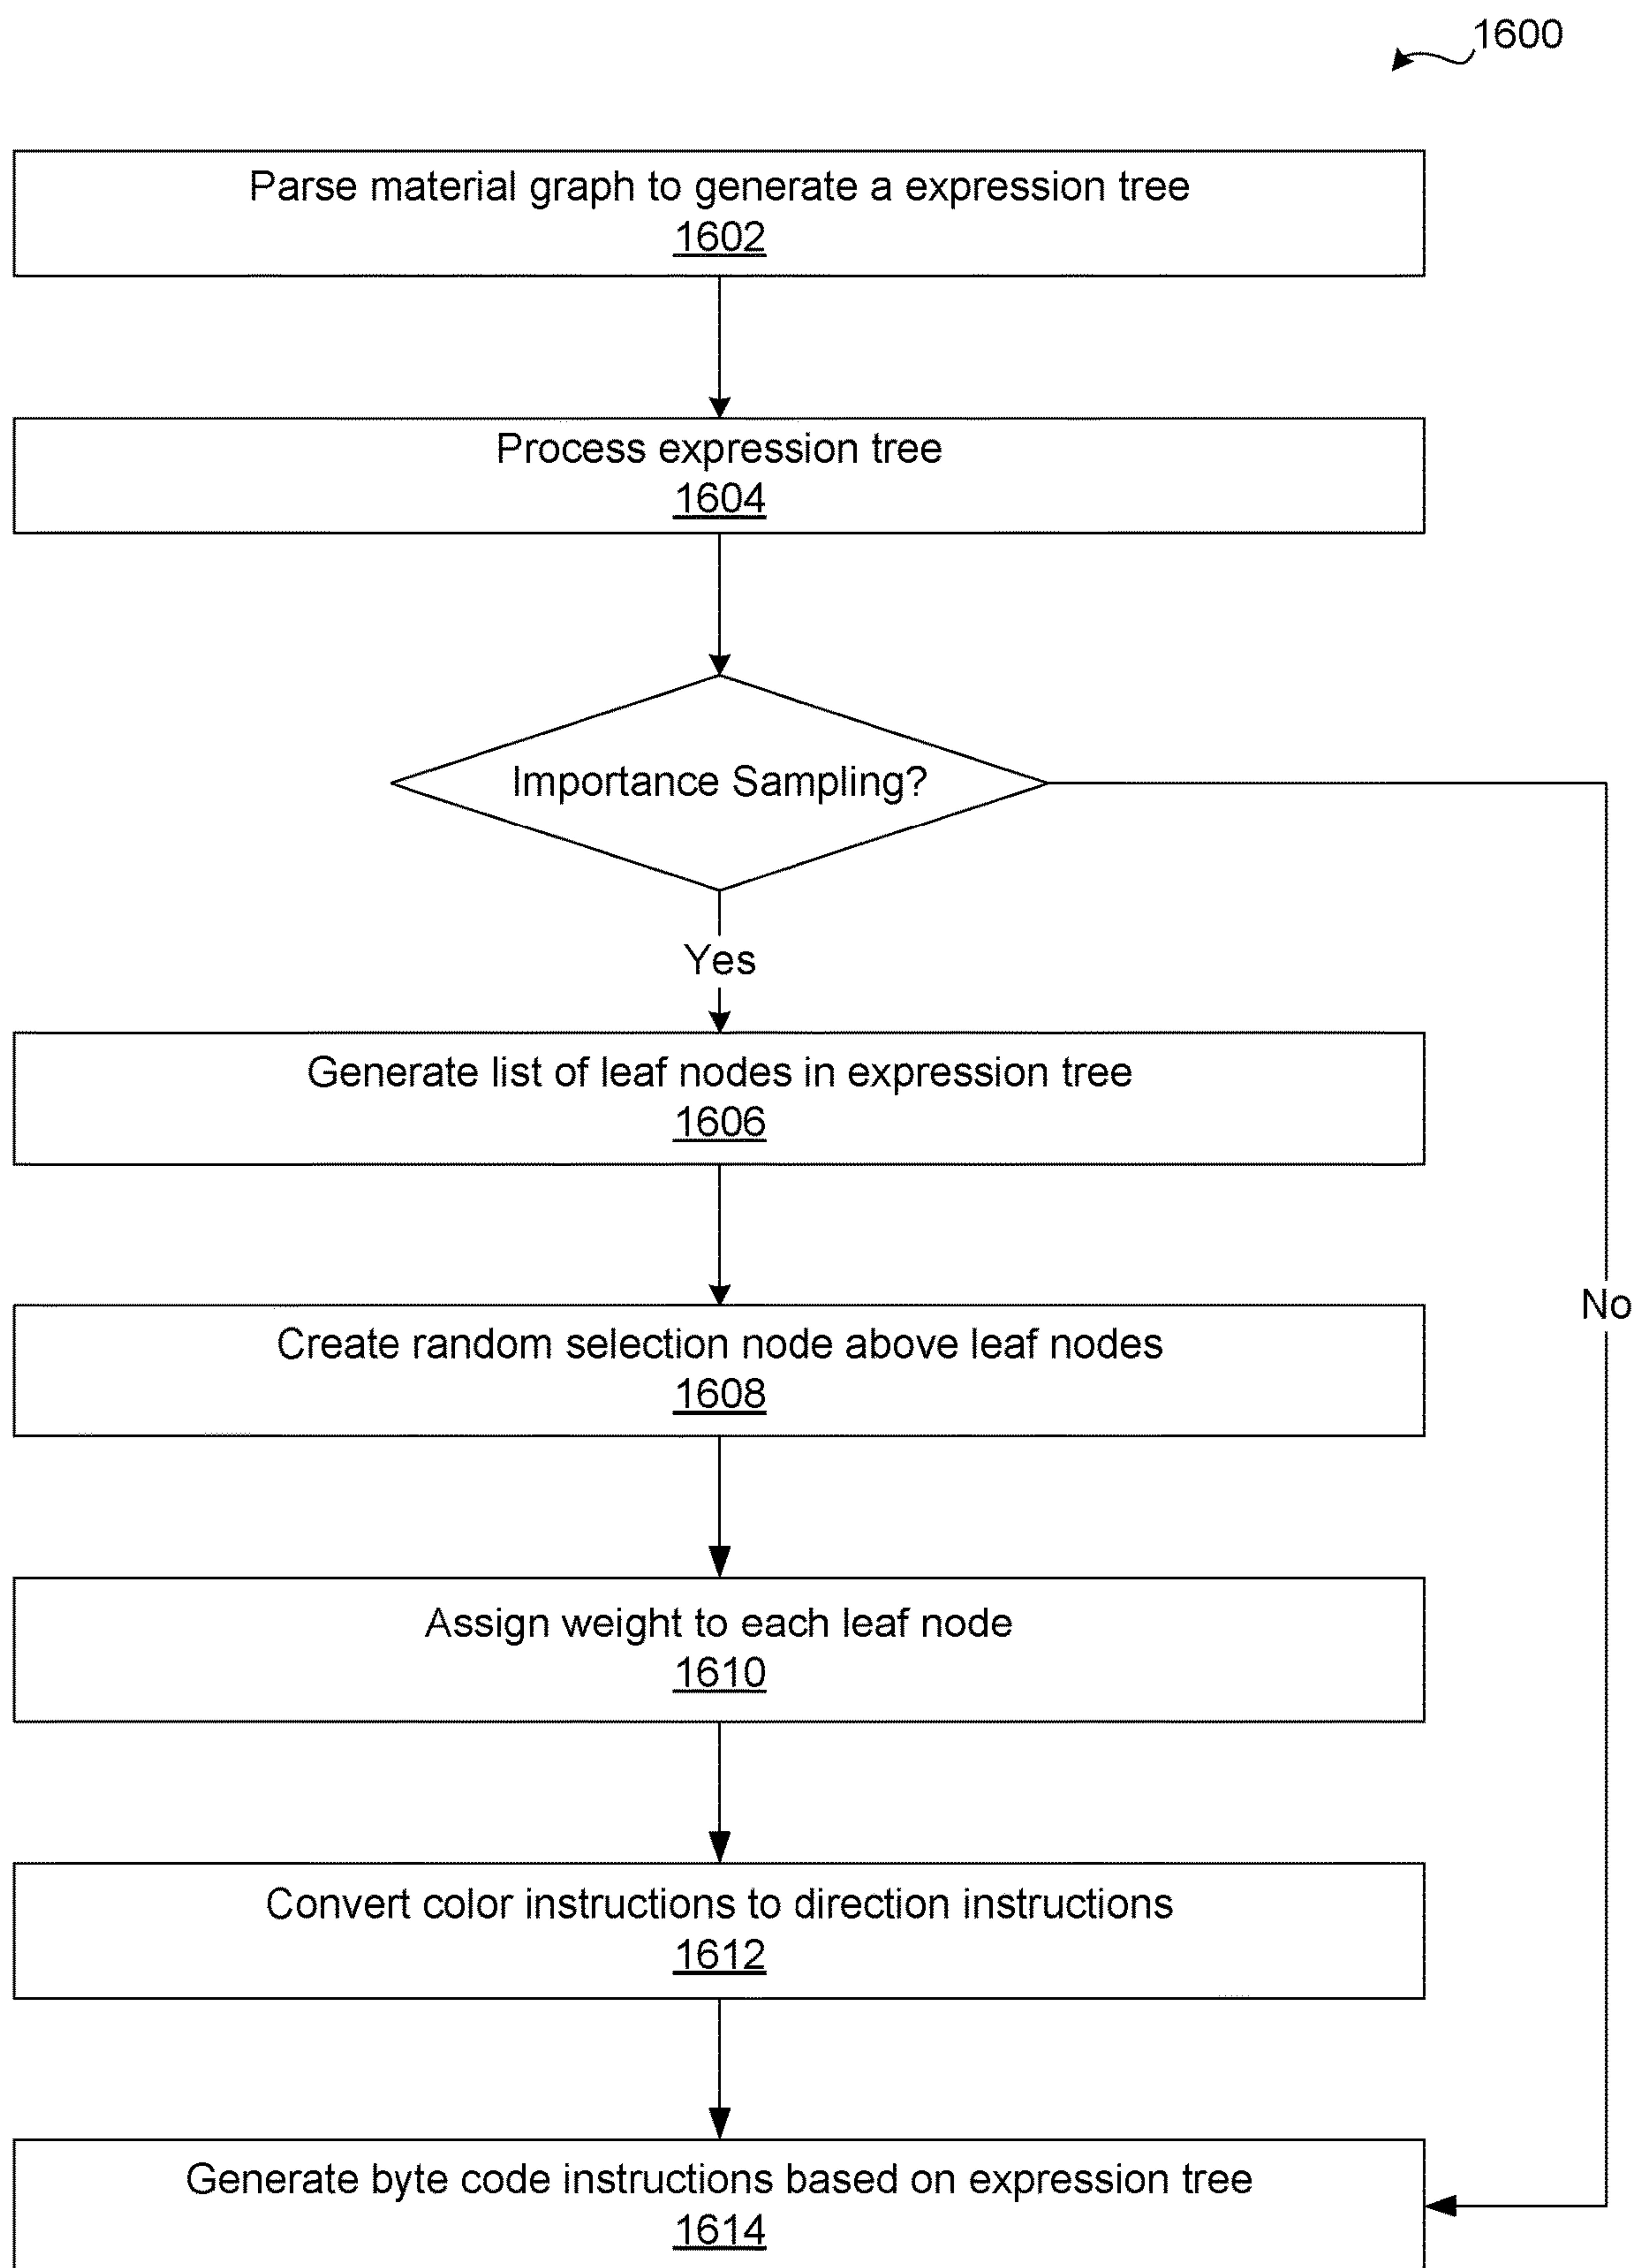 1600
Parse material graph to generate a expression tree
1602
Process expression tree
1604
Importance Sampling?
Yes
Generate list of leaf nodes in expression tree
1606
No
Create random selection node above leaf nodes
1608
Assign weight to each leaf node
1610
Convert color instructions to direction instructions
1612
Generate byte code instructions based on expression tree
1614